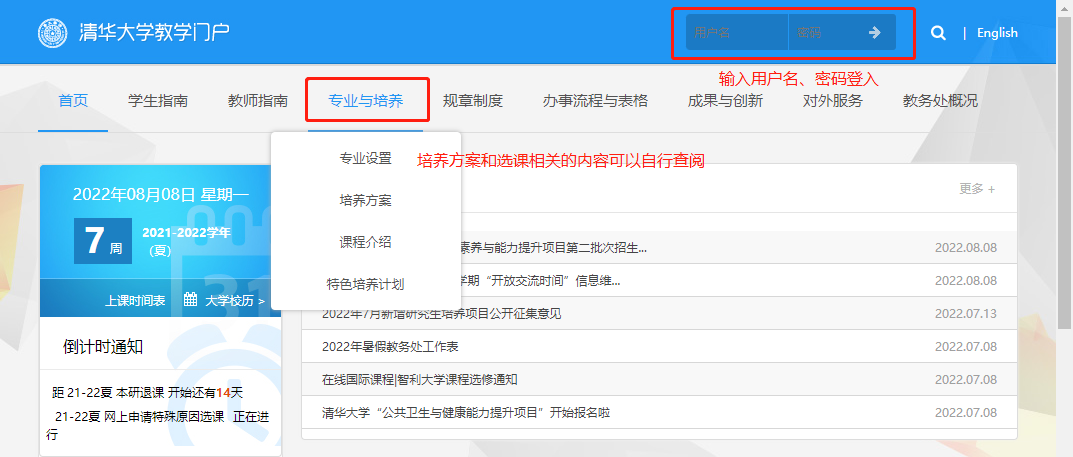 清华大学教学门户
用户名 密码 | English
输入用户名、密码登入
首页 学生指南 教师指南 专业与培养 规章制度 办事流程与表格 成果与创新 对外服务 教务处概况
专业设置
培养方案
课程介绍
特色培养计划
培养方案和选课相关的内容可以自行查阅
2022年08月08日 星期一
7 周 2021-2022学年
(夏)
31
上课时间表 大学校历 >
倒计时通知
距 21-22夏 本研退课 开始还有14天
21-22夏 网上申请特殊原因选课 正在进
行
更多 +
素养与能力提升项目第二批次招生... 2022.08.08
学期“开放交流时间”信息维... 2022.08.08
2022年7月新增研究生培养项目公开征集意见 2022.07.13
2022年暑假教务处工作表 2022.07.08
在线国际课程|智利大学课程选修通知 2022.07.08
清华大学“公共卫生与健康能力提升项目”开始报名啦 2022.07.08